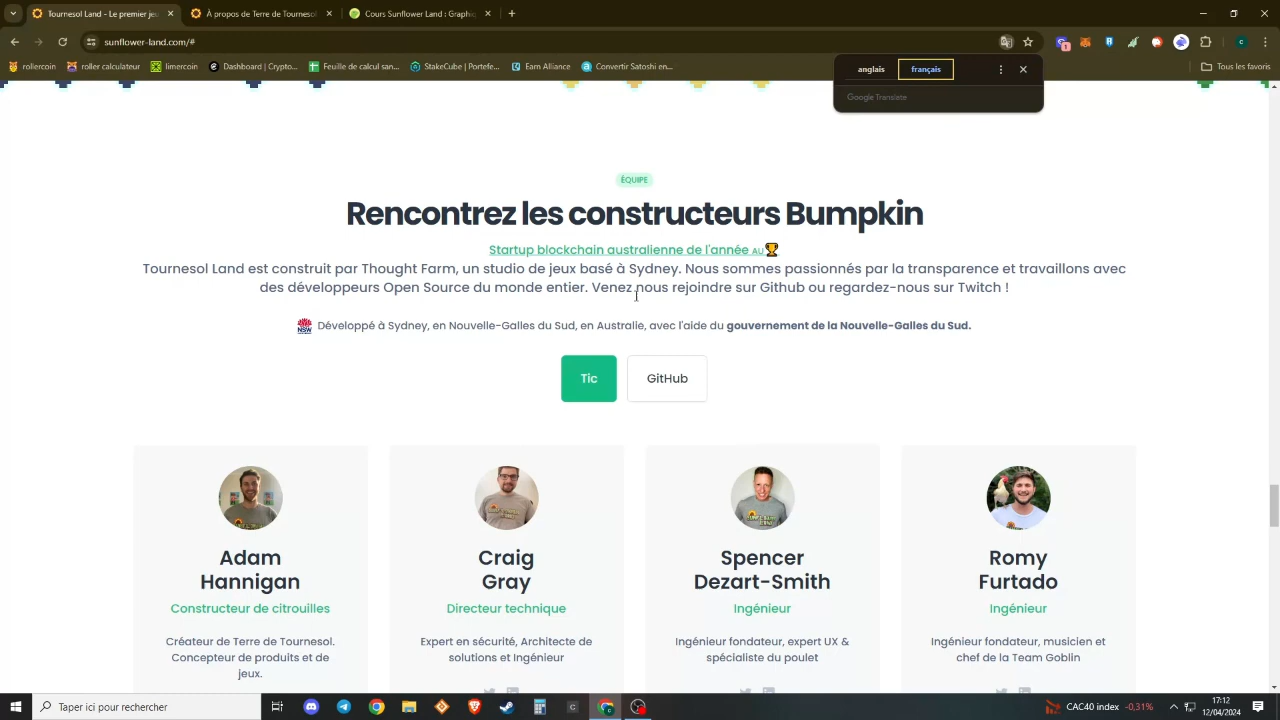 Tournesol Land - Le premier jeu
À propos de Terre de Tournesol
Cours Sunflower Land : Graphiq
sunflower-land.com/#
rollercoin
roller calculateur
limercoin
Dashboard | Crypto...
Feuille de calcul san...
StakeCube | Portefe...
Earn Alliance
Convertir Satoshi en...
Tous les favoris
anglais
français
Google Translate
ÉQUIPE
Rencontrez les constructeurs Bumpkin
Startup blockchain australienne de l'année AU🏆
Tournesol Land est construit par Thought Farm, un studio de jeux basé à Sydney. Nous sommes passionnés par la transparence et travaillons avec
des développeurs Open Source du monde entier. Venez nous rejoindre sur Github ou regardez-nous sur Twitch !
NSW
Développé à Sydney, en Nouvelle-Galles du Sud, en Australie, avec l'aide du gouvernement de la Nouvelle-Galles du Sud.
Tic
GitHub
Adam
Hannigan
Constructeur de citrouilles
Créateur de Terre de Tournesol.
Concepteur de produits et de
jeux.
Craig
Gray
Directeur technique
Expert en sécurité, Architecte de
solutions et Ingénieur
Spencer
Dezart-Smith
Ingénieur
Ingénieur fondateur, expert UX &
spécialiste du poulet
Romy
Furtado
Ingénieur
Ingénieur fondateur, musicien et
chef de la Team Goblin
Taper ici pour rechercher
CAC40 index -0,31%
17:12
12/04/2024